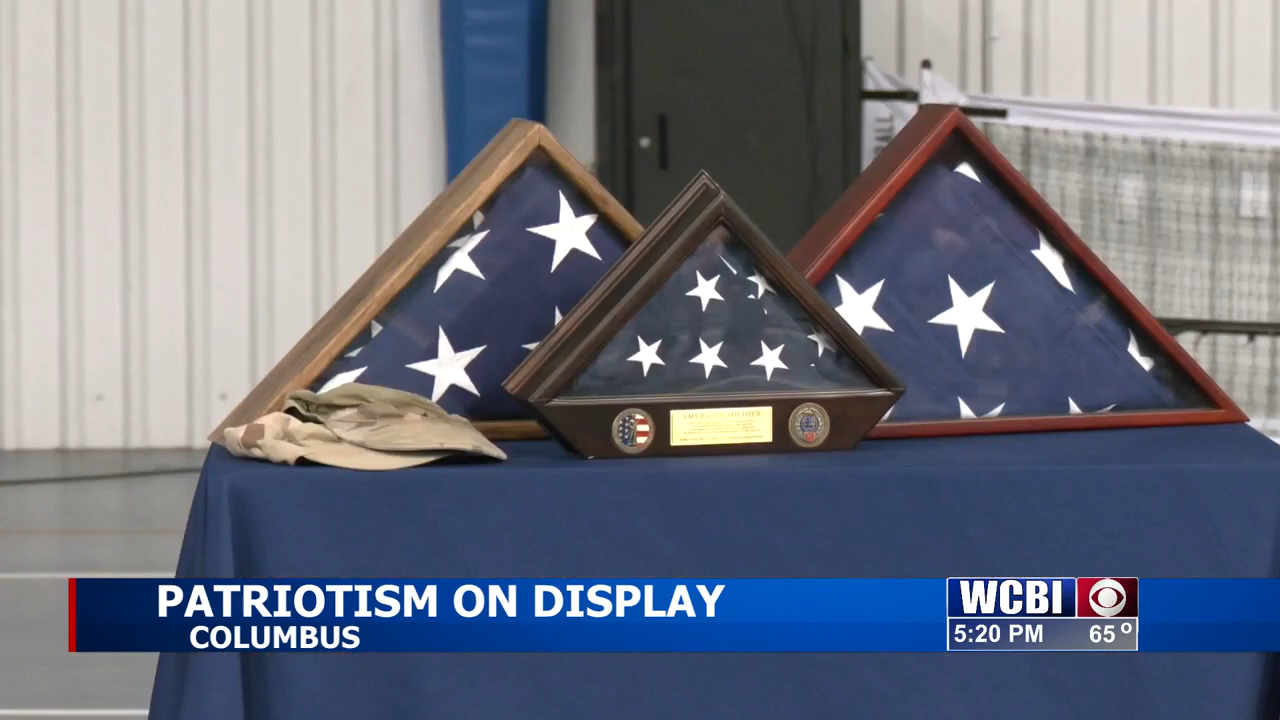 AMERICAN SOLDIER
PATRIOTISM ON DISPLAY
COLUMBUS
WCBI
5:20 PM 65°